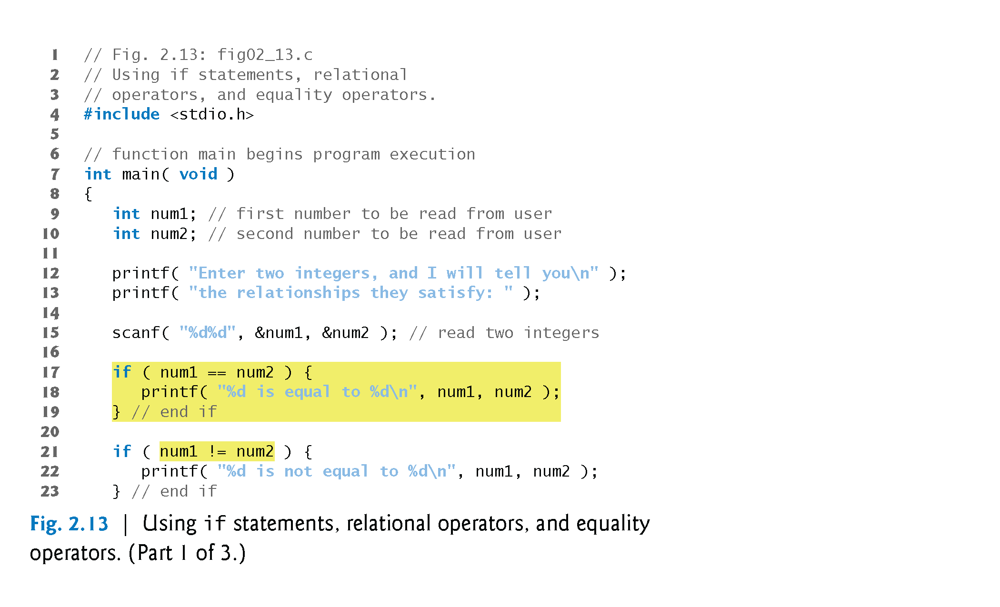 1 // Fig. 2.13: fig02_13.c
2 // Using if statements, relational
3 // operators, and equality operators.
4 #include <stdio.h>
5
6 // function main begins program execution
7 int main( void )
8 {
9    int num1; // first number to be read from user
10    int num2; // second number to be read from user
11
12    printf( "Enter two integers, and I will tell you\n" );
13    printf( "the relationships they satisfy: " );
14
15    scanf( "%d%d", &num1, &num2 ); // read two integers
16
17    if ( num1 == num2 ) {
18       printf( "%d is equal to %d\n", num1, num2 );
19    } // end if
20
21    if ( num1 != num2 ) {
22       printf( "%d is not equal to %d\n", num1, num2 );
23    } // end if
Fig. 2.13 | Using if statements, relational operators, and equality
operators. (Part 1 of 3.)